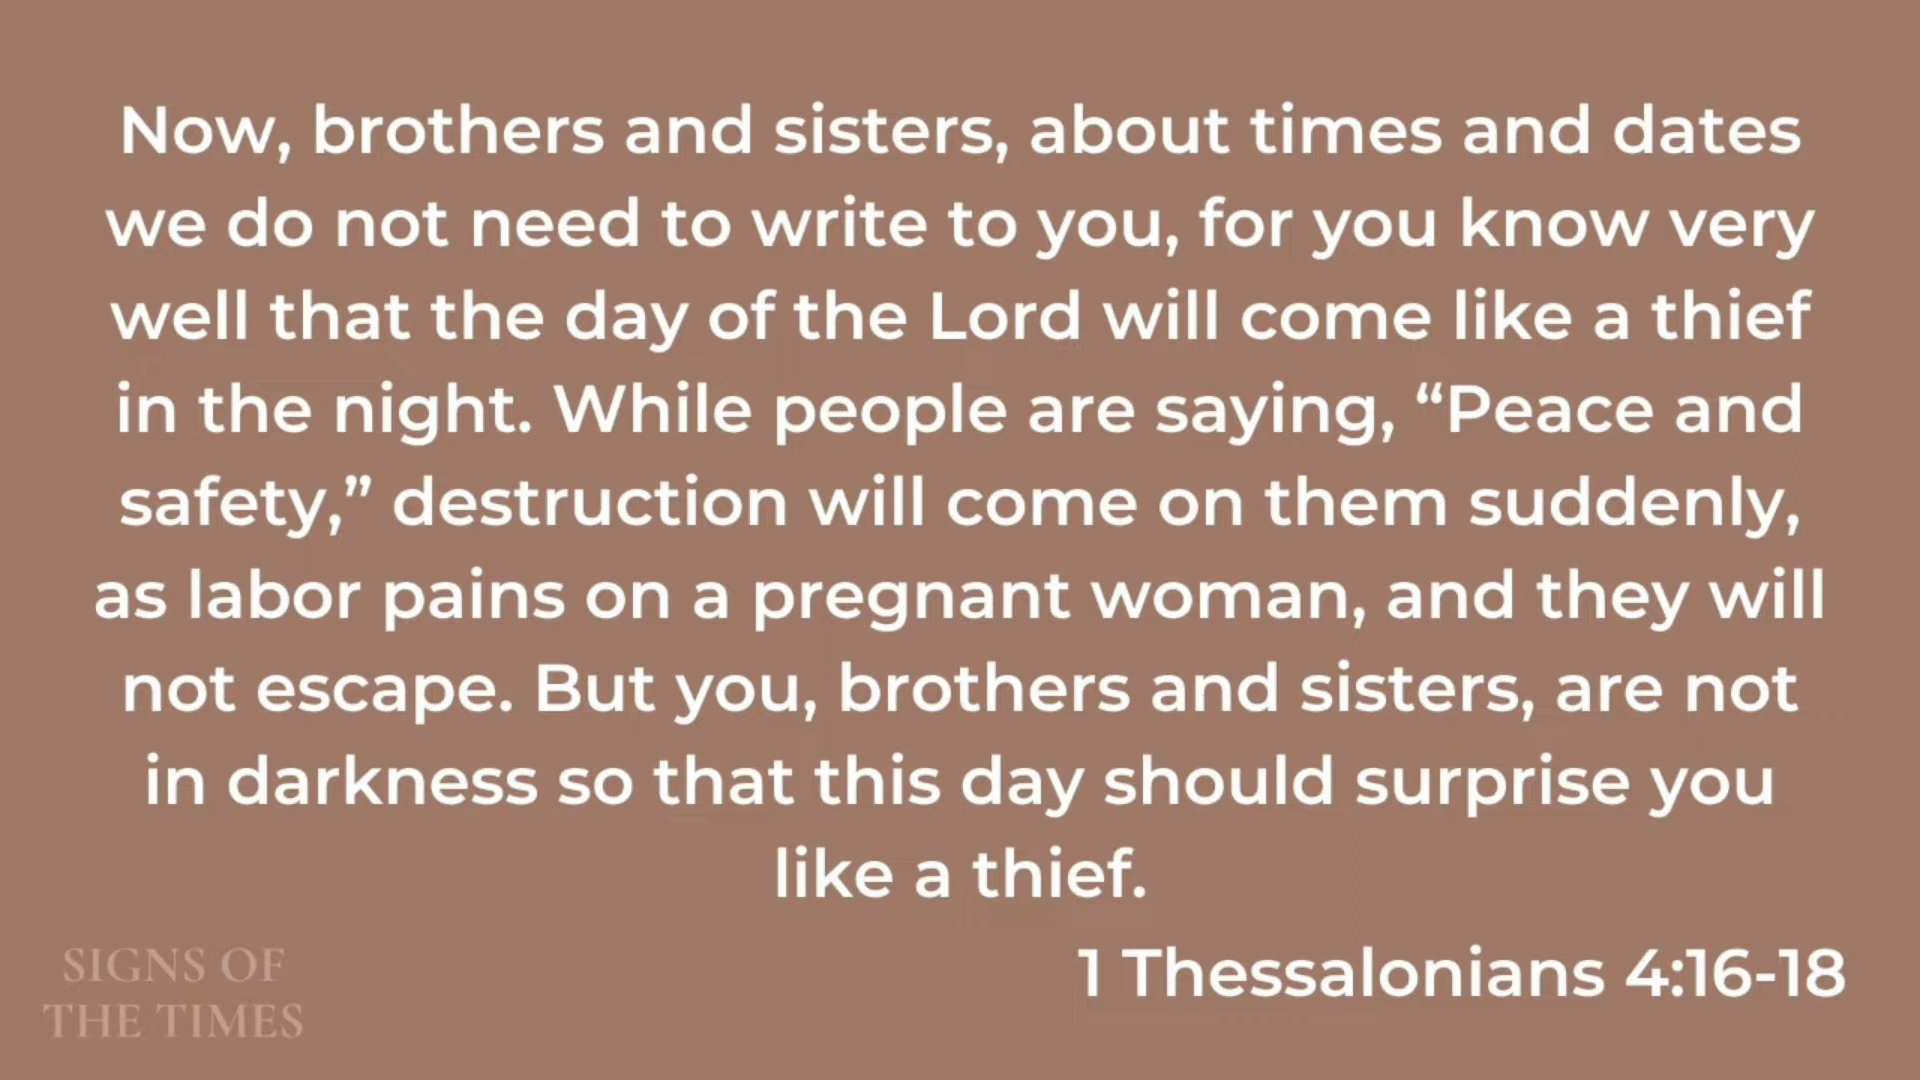 Now, brothers and sisters, about times and dates
we do not need to write to you, for you know very
well that the day of the Lord will come like a thief
in the night. While people are saying, “Peace and
safety,” destruction will come on them suddenly,
as labor pains on a pregnant woman, and they will
not escape. But you, brothers and sisters, are not
in darkness so that this day should surprise you
like a thief.
1 Thessalonians 4:16-18
SIGNS OF
THE TIMES